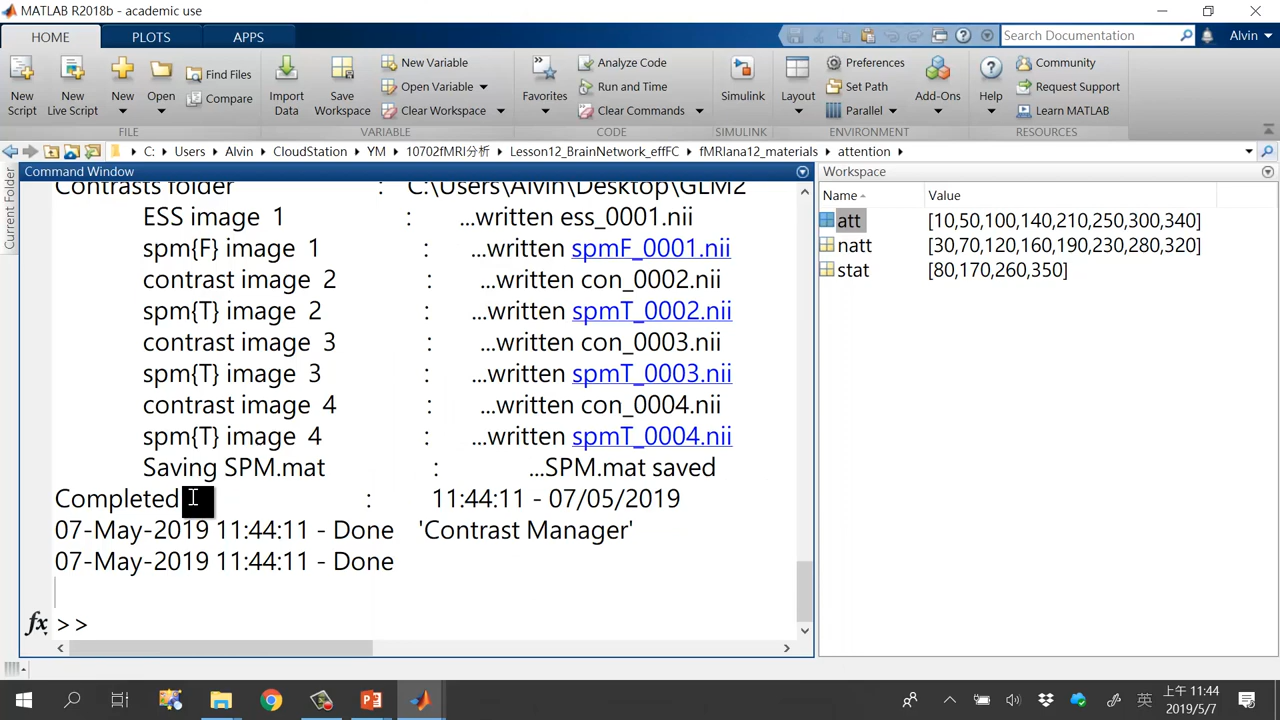 MATLAB R2018b - academic use
HOME PLOTS APPS
Search Documentation
Alvin
New Script
New Live Script
New
Open
Find Files
Compare
FILE
Import Data
Save Workspace
New Variable
Open Variable
Clear Workspace
VARIABLE
Favorites
Analyze Code
Run and Time
Clear Commands
CODE
Simulink
SIMULINK
Layout
Preferences
Set Path
Parallel
Add-Ons
ENVIRONMENT
Help
Community
Request Support
Learn MATLAB
RESOURCES
C: Users Alvin CloudStation YM 10702fMRI分析 Lesson12_BrainNetwork_effFC fMRIana12_materials attention
Current Folder
Command Window
Contrasts folder : C:\Users\Alvin\Desktop\GLM2
ESS image 1 : ...written ess_0001.nii
spm{F} image 1 : ...written spmF_0001.nii
contrast image 2 : ...written con_0002.nii
spm{T} image 2 : ...written spmT_0002.nii
contrast image 3 : ...written con_0003.nii
spm{T} image 3 : ...written spmT_0003.nii
contrast image 4 : ...written con_0004.nii
spm{T} image 4 : ...written spmT_0004.nii
Saving SPM.mat : ...SPM.mat saved
Completed : 11:44:11 - 07/05/2019
07-May-2019 11:44:11 - Done 'Contrast Manager'
07-May-2019 11:44:11 - Done
fx >>
Workspace
Name Value
att [10,50,100,140,210,250,300,340]
natt [30,70,120,160,190,230,280,320]
stat [80,170,260,350]
英
上午 11:44
2019/5/7